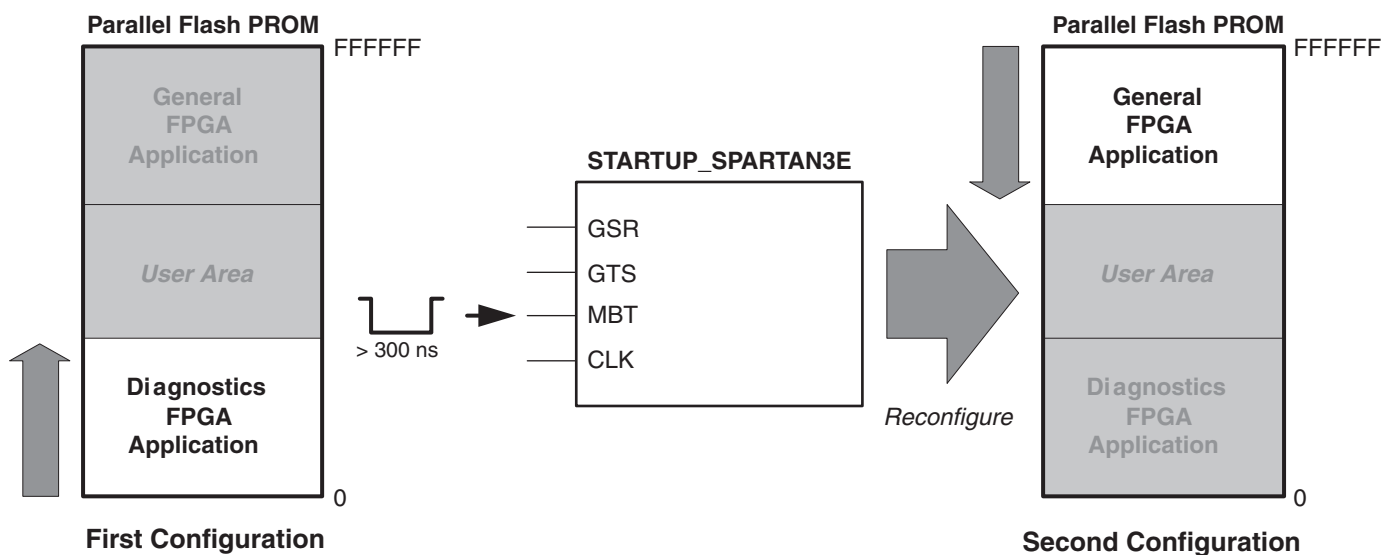 Parallel Flash PROM
FFFFFF
General
FPGA
Application
User Area
Diagnostics
FPGA
Application
0
First Configuration
> 300 ns
STARTUP_SPARTAN3E
GSR
GTS
MBT
CLK
Reconfigure
Parallel Flash PROM
FFFFFF
General
FPGA
Application
User Area
Diagnostics
FPGA
Application
0
Second Configuration